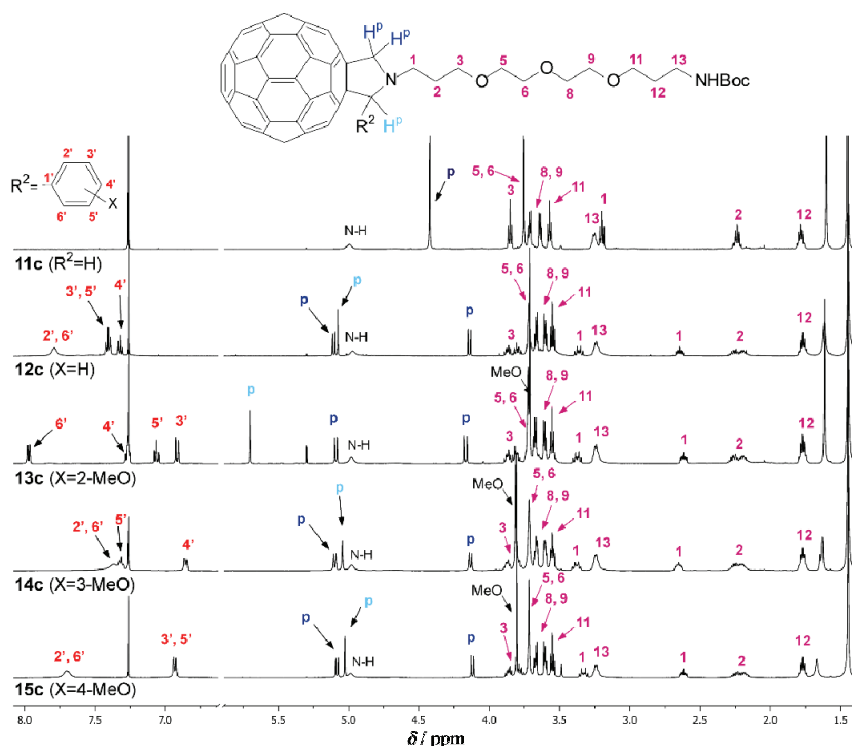 Hᵖ Hᵖ
1 3 5 9 11 13
N O O O NHBoc
2 6 8 12
R² Hᵖ
2' 3'
R²= 1' 4'
X
6' 5'
p 5, 6 3 8, 9 11 1
N-H 13 2 12
11c (R²=H)
3', 5' 4' p p 5, 6 8, 9 11
2', 6' N-H p 3 1 13 1 2 12
12c (X=H)
MeO
6' 4' 5' 3' p p N-H p 5, 6 3 8, 9 11 1 13 1 2 12
13c (X=2-MeO)
MeO
2', 6' 5' 4' p p N-H p 5, 6 3 8, 9 11 1 13 1 2 12
14c (X=3-MeO)
MeO
2', 6' 3', 5' p p N-H p 5, 6 3 8, 9 11 1 13 1 2 12
15c (X=4-MeO)
8.0 7.5 7.0 5.5 5.0 4.5 4.0 3.5 3.0 2.5 2.0 1.5
δ / ppm